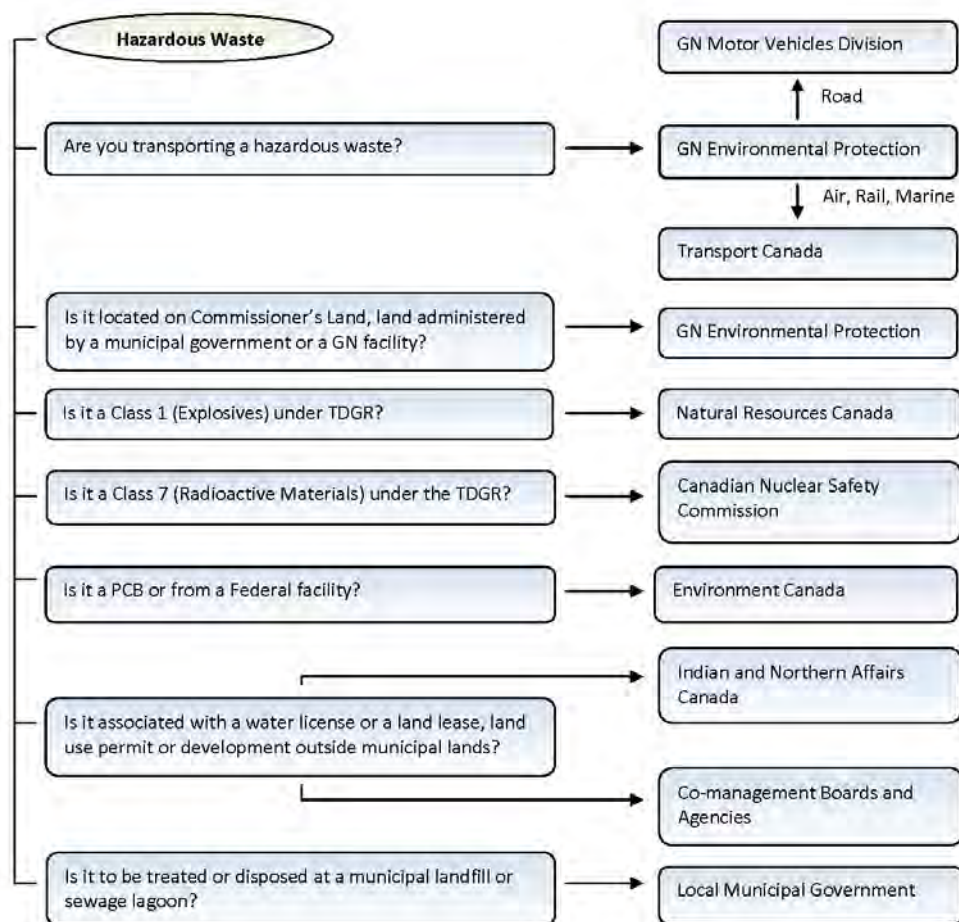 Hazardous Waste
GN Motor Vehicles Division
Road
Are you transporting a hazardous waste?
GN Environmental Protection
Air, Rail, Marine
Transport Canada
Is it located on Commissioner's Land, land administered
by a municipal government or a GN facility?
GN Environmental Protection
Is it a Class 1 (Explosives) under TDGR?
Natural Resources Canada
Is it a Class 7 (Radioactive Materials) under the TDGR?
Canadian Nuclear Safety
Commission
Is it a PCB or from a Federal facility?
Environment Canada
Indian and Northern Affairs
Canada
Is it associated with a water license or a land lease, land
use permit or development outside municipal lands?
Co-management Boards and
Agencies
Is it to be treated or disposed at a municipal landfill or
sewage lagoon?
Local Municipal Government